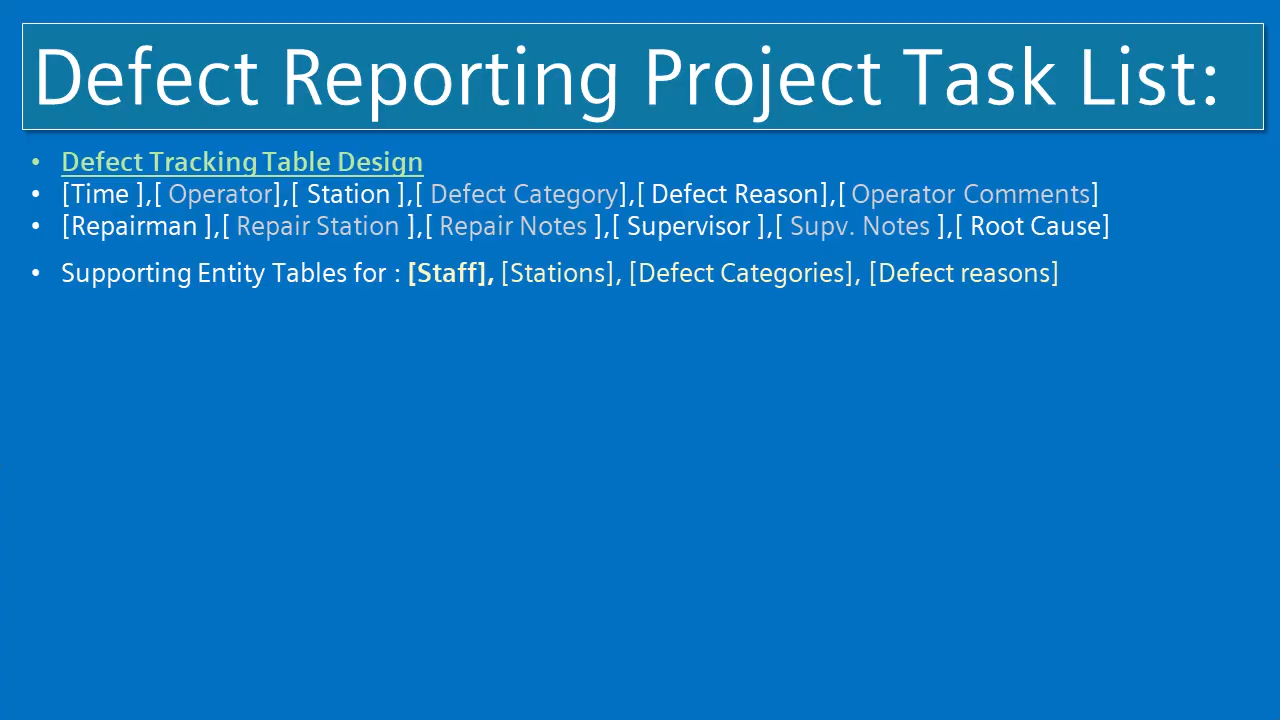 Defect Reporting Project Task List:
• Defect Tracking Table Design
• [Time ],[ Operator],[ Station ],[ Defect Category],[ Defect Reason],[ Operator Comments]
• [Repairman ],[ Repair Station ],[ Repair Notes ],[ Supervisor ],[ Supv. Notes ],[ Root Cause]
• Supporting Entity Tables for : [Staff], [Stations], [Defect Categories], [Defect reasons]